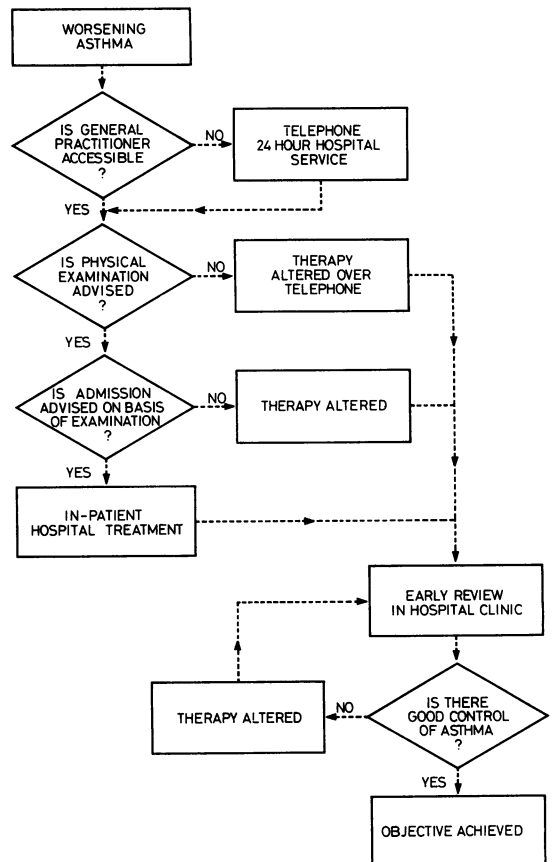 WORSENING
ASTHMA
IS GENERAL
PRACTITIONER
ACCESSIBLE
?
NO
TELEPHONE
24 HOUR HOSPITAL
SERVICE
YES
IS PHYSICAL
EXAMINATION
ADVISED
?
NO
THERAPY
ALTERED OVER
TELEPHONE
YES
IS ADMISSION
ADVISED ON BASIS
OF EXAMINATION
?
NO
THERAPY ALTERED
YES
IN-PATIENT
HOSPITAL TREATMENT
EARLY REVIEW
IN HOSPITAL CLINIC
IS THERE
GOOD CONTROL
OF ASTHMA
?
NO
THERAPY ALTERED
YES
OBJECTIVE ACHIEVED